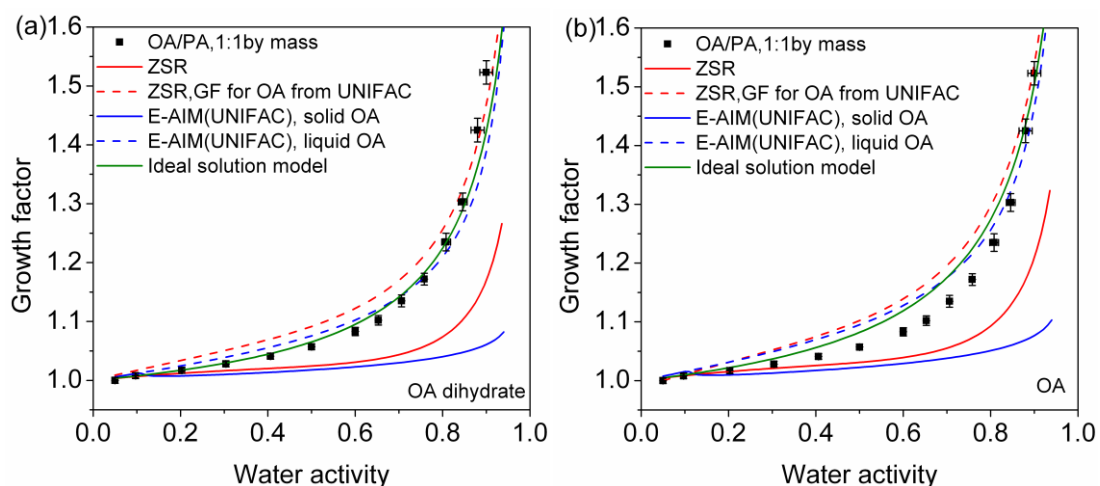 (a)
OA/PA,1:1by mass
ZSR
ZSR,GF for OA from UNIFAC
E-AIM(UNIFAC), solid OA
E-AIM(UNIFAC), liquid OA
Ideal solution model
OA dihydrate
Growth factor
1.6
1.5
1.4
1.3
1.2
1.1
1.0
0.0 0.2 0.4 0.6 0.8 1.0
Water activity
(b)
OA/PA,1:1by mass
ZSR
ZSR,GF for OA from UNIFAC
E-AIM(UNIFAC), solid OA
E-AIM(UNIFAC), liquid OA
Ideal solution model
OA
Growth factor
1.6
1.5
1.4
1.3
1.2
1.1
1.0
0.0 0.2 0.4 0.6 0.8 1.0
Water activity